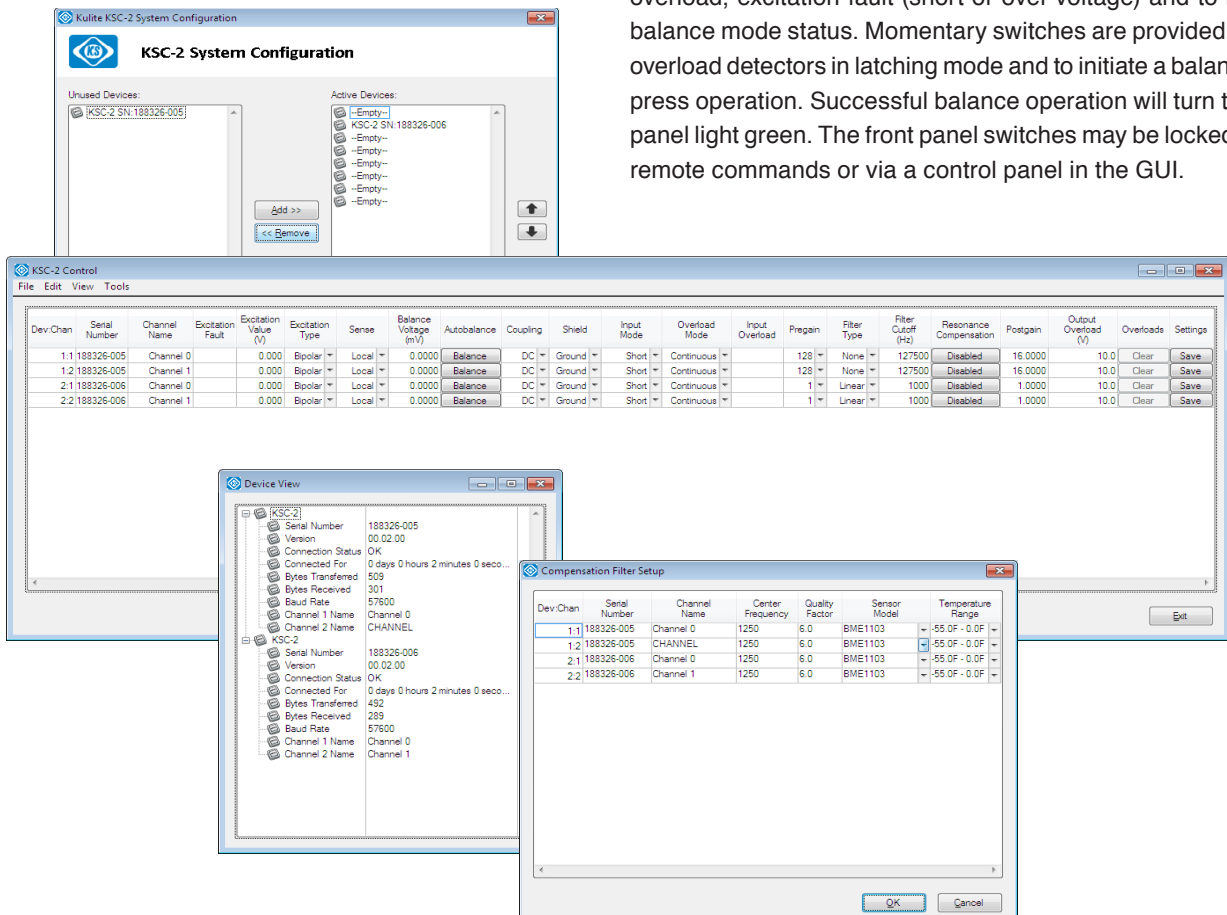 Kulite KSC-2 System Configuration
KS
KSC-2 System Configuration
Unused Devices:
KSC-2 SN:188326-005
Active Devices:
--Empty--
KSC-2 SN:188326-006
--Empty--
--Empty--
--Empty--
--Empty--
--Empty--
--Empty--
Add >>
<< Remove
balance mode status. Momentary switches are provided
overload detectors in latching mode and to initiate a balan
press operation. Successful balance operation will turn t
panel light green. The front panel switches may be locked
remote commands or via a control panel in the GUI.
KSC-2 Control
File Edit View Tools
Dev:Chan Serial Number Channel Name Excitation Fault Excitation Value (V) Excitation Type Sense Balance Voltage (mV) Autobalance Coupling Shield Input Mode Overload Mode Input Overload Pregain Filter Type Filter Cutoff (Hz) Resonance Compensation Postgain Output Overload (V) Overloads Settings
1:1 188326-005 Channel 0 0.000 Bipolar Local 0.0000 Balance DC Ground Short Continuous 128 None 127500 Disabled 16.0000 10.0 Clear Save
1:2 188326-005 Channel 1 0.000 Bipolar Local 0.0000 Balance DC Ground Short Continuous 128 None 127500 Disabled 16.0000 10.0 Clear Save
2:1 188326-006 Channel 0 0.000 Bipolar Local 0.0000 Balance DC Ground Short Continuous 1 Linear 1000 Disabled 1.0000 10.0 Clear Save
2:2 188326-006 Channel 1 0.000 Bipolar Local 0.0000 Balance DC Ground Short Continuous 1 Linear 1000 Disabled 1.0000 10.0 Clear Save
Exit
Device View
KSC-2
Serial Number 188326-005
Version 00.02.00
Connection Status OK
Connected For 0 days 0 hours 2 minutes 0 seco...
Bytes Transferred 509
Bytes Received 301
Baud Rate 57600
Channel 1 Name Channel 0
Channel 2 Name CHANNEL
KSC-2
Serial Number 188326-006
Version 00.02.00
Connection Status OK
Connected For 0 days 0 hours 2 minutes 0 seco...
Bytes Transferred 492
Bytes Received 289
Baud Rate 57600
Channel 1 Name Channel 0
Channel 2 Name Channel 1
Compensation Filter Setup
Dev:Chan Serial Number Channel Name Center Frequency Quality Factor Sensor Model Temperature Range
1:1 188326-005 Channel 0 1250 6.0 BME1103 -55.0F - 0.0F
1:2 188326-005 CHANNEL 1250 6.0 BME1103 -55.0F - 0.0F
2:1 188326-006 Channel 0 1250 6.0 BME1103 -55.0F - 0.0F
2:2 188326-006 Channel 1 1250 6.0 BME1103 -55.0F - 0.0F
OK
Cancel